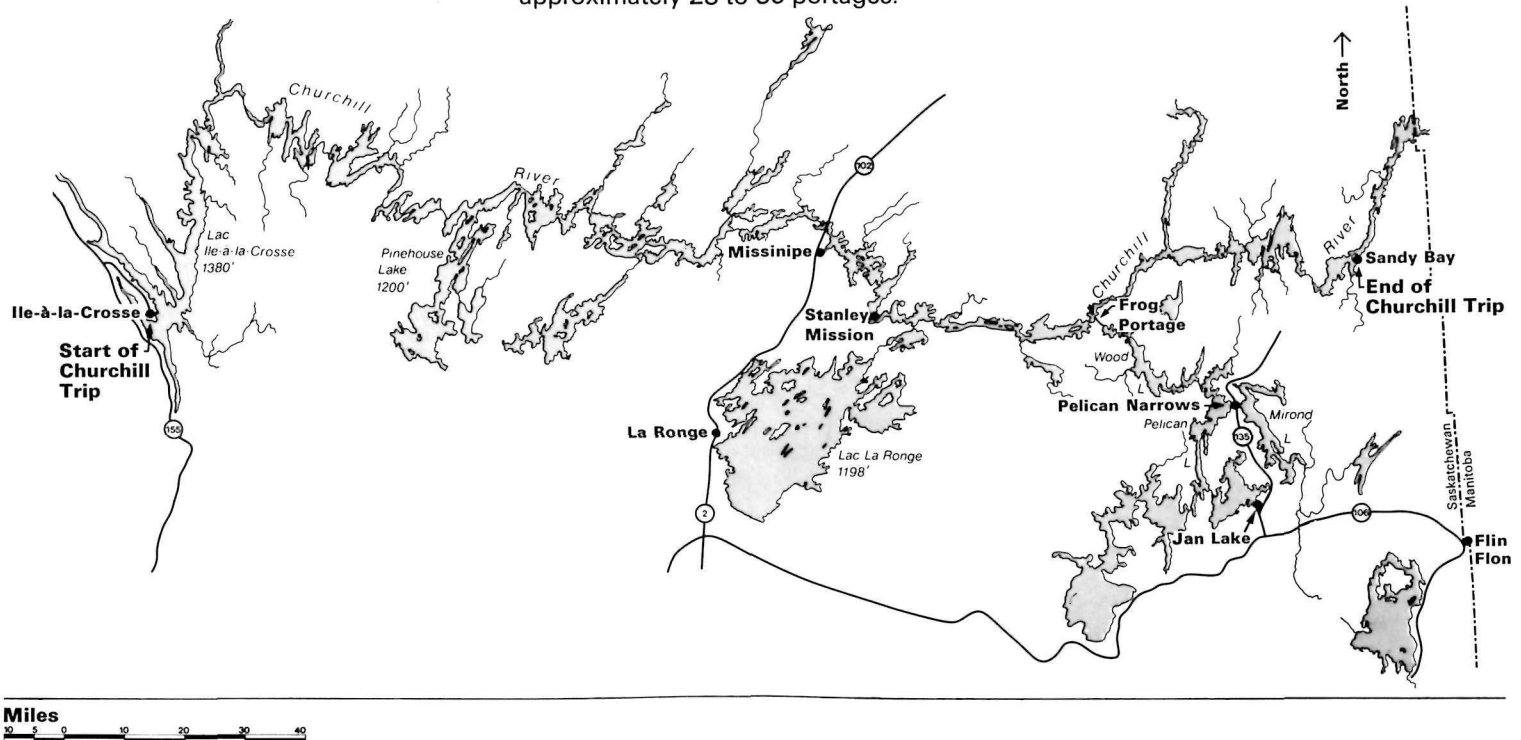 approximately 25 to 30 portages.
North →
Churchill
River
102
Lac
Ile-à-la-Crosse
1380'
Pinehouse
Lake
1200'
Missinipe
Churchill
River
Sandy Bay
End of
Churchill Trip
Ile-à-la-Crosse
Start of
Churchill
Trip
Stanley
Mission
Frog
Portage
Wood
L
Pelican Narrows
Pelican
L
Mirond
L
155
La Ronge
135
Lac La Ronge
1198'
2
Jan Lake
106
Saskatchewan
Manitoba
Flin
Flon
Miles
10 5 0 10 20 30 40